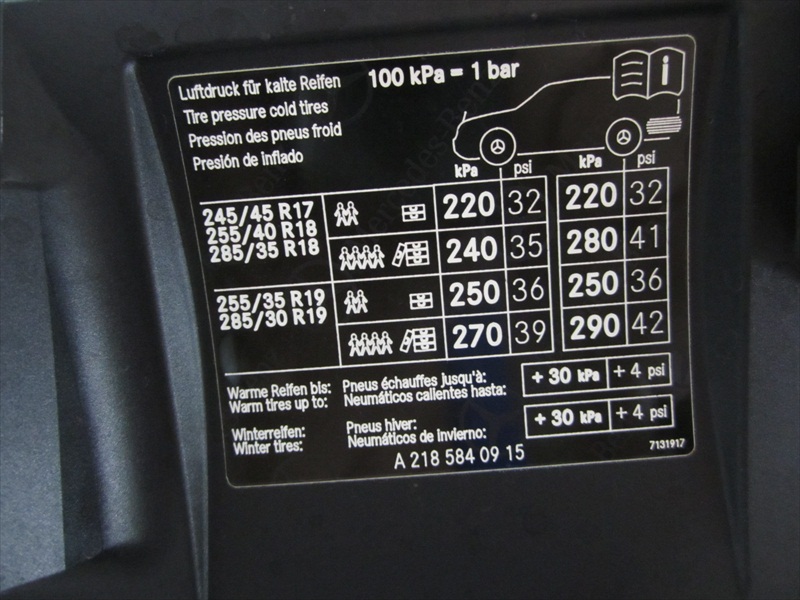 Luftdruck für kalte Reifen
100 kPa = 1 bar
Tire pressure cold tires
Pression des pneus froid
Presión de inflado
i
kPa psi kPa psi
245/45 R17 220 32 220 32
255/40 R18
285/35 R18 240 35 280 41
255/35 R19 250 36 250 36
285/30 R19
270 39 290 42
Warme Reifen bis: Pneus échauffes jusqu'à: + 30 kPa + 4 psi
Warm tires up to: Neumáticos calientes hasta:
Winterreifen: Pneus hiver: + 30 kPa + 4 psi
Winter tires: Neumáticos de invierno:
A 218 584 09 15
7131917